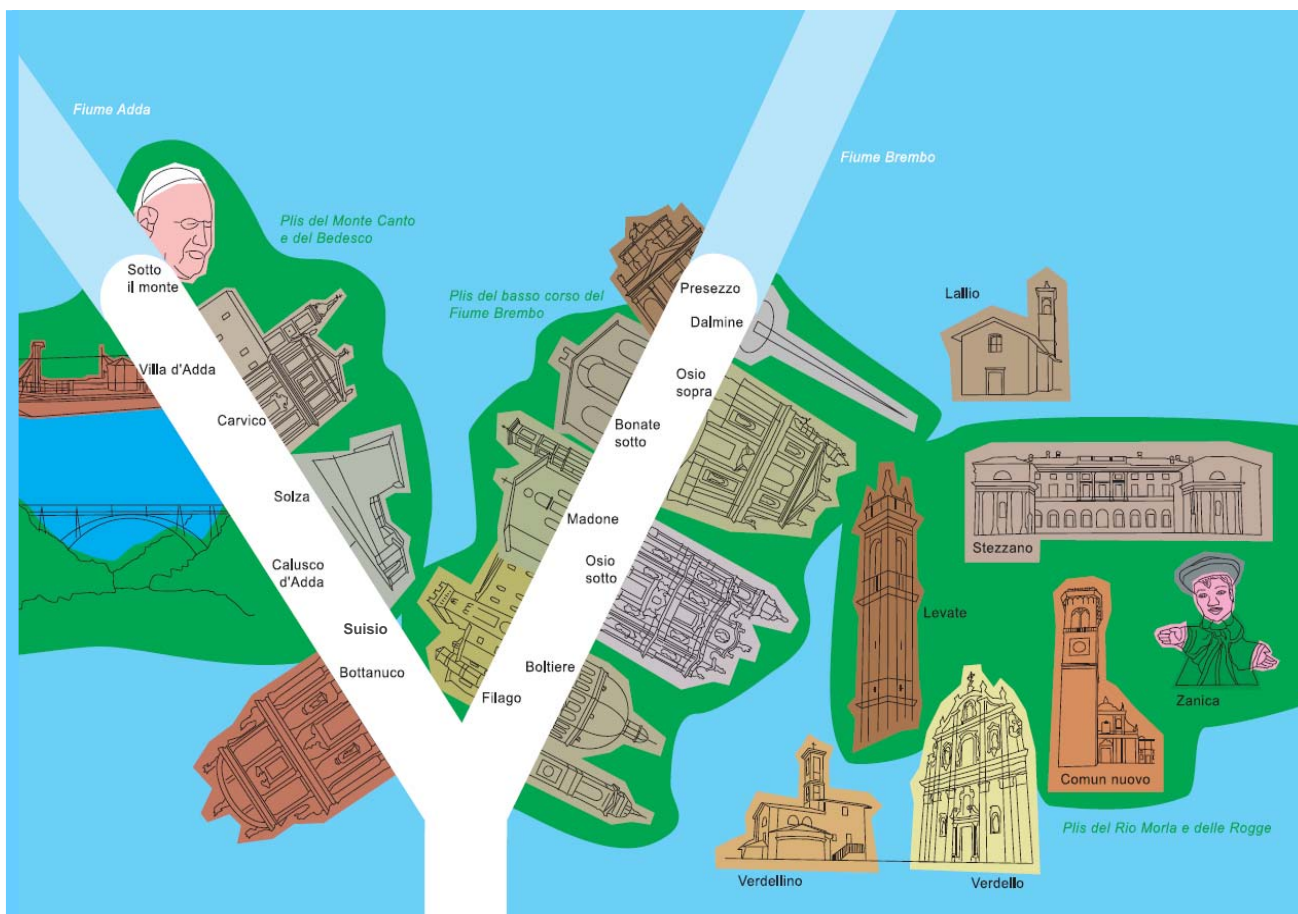 Fiume Adda
Fiume Brembo
Plis del Monte Canto
e del Bedesco
Sotto
il monte
Plis del basso corso del
Fiume Brembo
Presezzo
Lallio
Dalmine
Villa d'Adda
Osio
sopra
Carvico
Bonate
sotto
Solza
Madone
Stezzano
Osio
sotto
Calusco
d'Adda
Levate
Suisio
Bottanuco
Boltiere
Filago
Zanica
Comun nuovo
Plis del Rio Morla e delle Rogge
Verdellino
Verdello